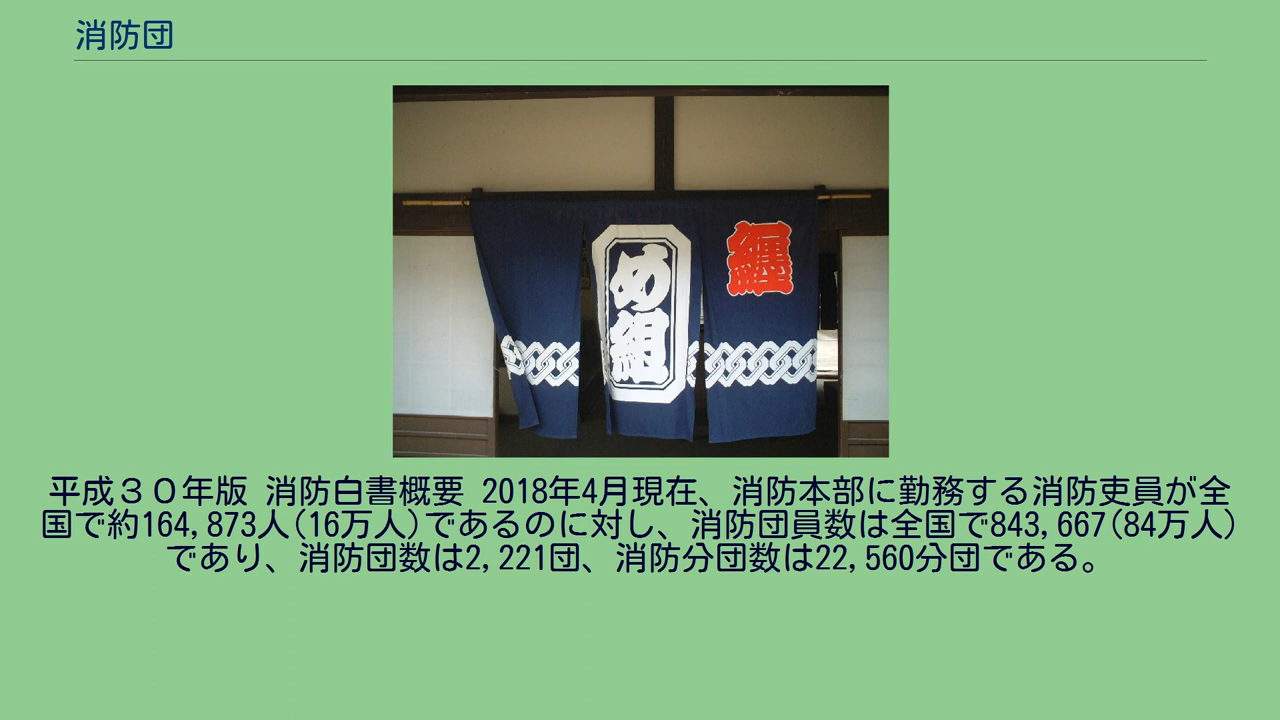 消防団
纏
め組
平成３０年版 消防白書概要 2018年4月現在、消防本部に勤務する消防吏員が全
国で約164,873人(16万人)であるのに対し、消防団員数は全国で843,667(84万人)
であり、消防団数は2,221団、消防分団数は22,560分団である。